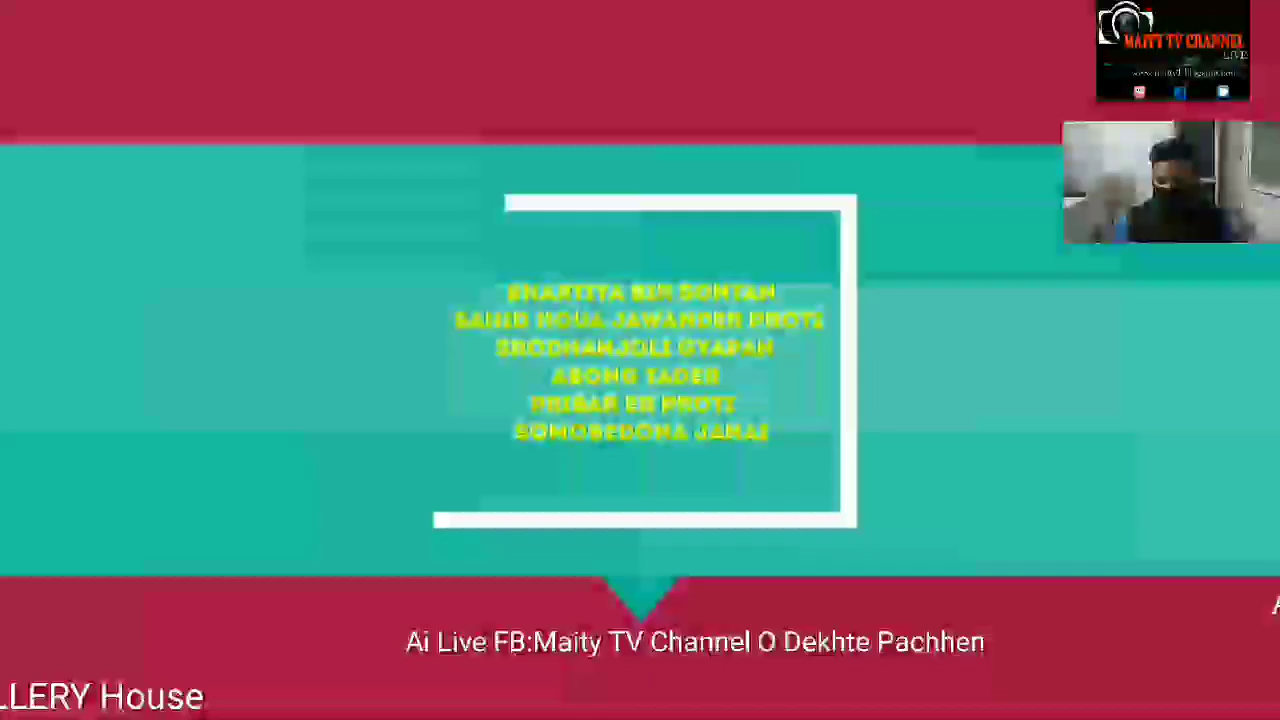 MAITY TV CHANNEL
LIVE
BHARTIYA BIR SONTAN
SAHID HOUA JAWANDER PROTI
SRODHANJOLI GYAPAN
ABONG TADER
PRIBAR ER PROTI
SOMOBEDONA JANAI
Ai Live FB:Maity TV Channel O Dekhte Pachhen
LLERY House